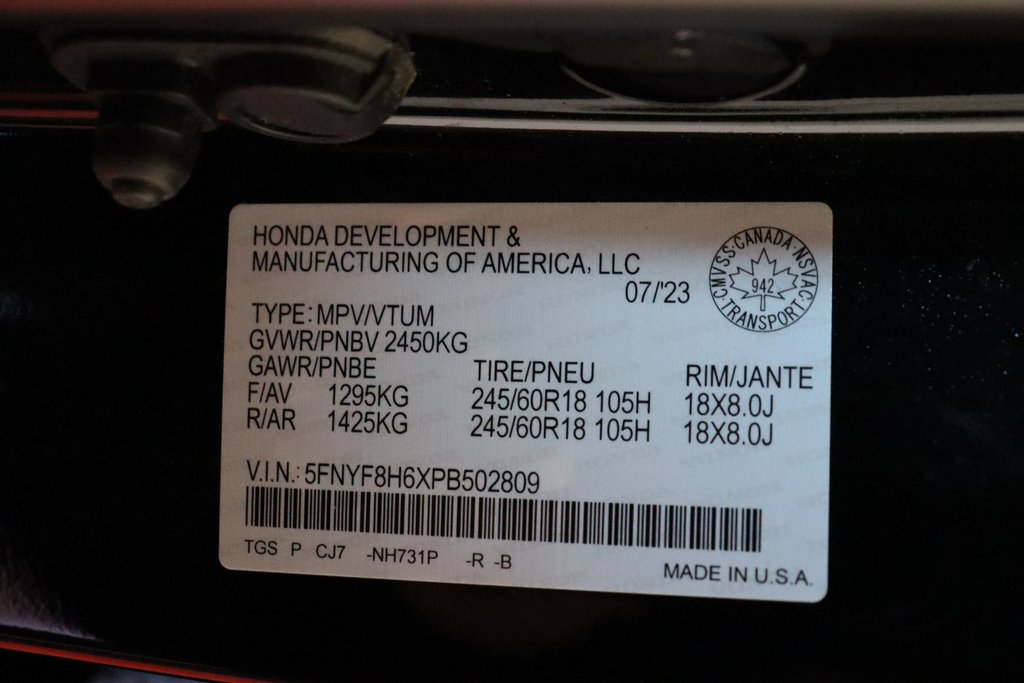 HONDA DEVELOPMENT &
MANUFACTURING OF AMERICA, LLC
07/'23
CMVSS·CANADA·NSVAC·TRANSPORT·
942
TYPE: MPV/VTUM
GVWR/PNBV 2450KG
GAWR/PNBE TIRE/PNEU RIM/JANTE
F/AV 1295KG 245/60R18 105H 18X8.0J
R/AR 1425KG 245/60R18 105H 18X8.0J
V.I.N.: 5FNYF8H6XPB502809
TGS P CJ7 -NH731P -R -B
MADE IN U.S.A.